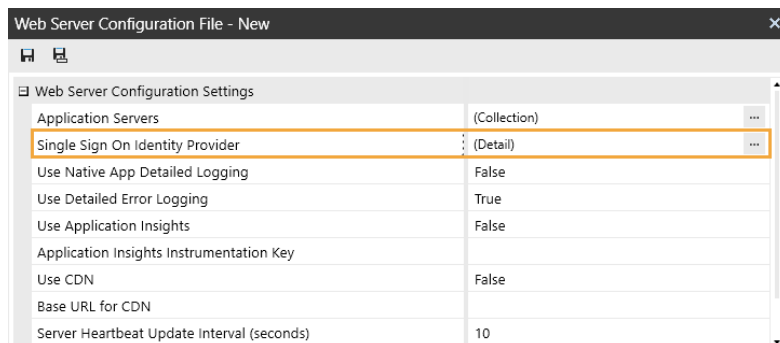 Web Server Configuration File - New
Web Server Configuration Settings
Application Servers (Collection) ...
Single Sign On Identity Provider (Detail) ...
Use Native App Detailed Logging False
Use Detailed Error Logging True
Use Application Insights False
Application Insights Instrumentation Key
Use CDN False
Base URL for CDN
Server Heartbeat Update Interval (seconds) 10